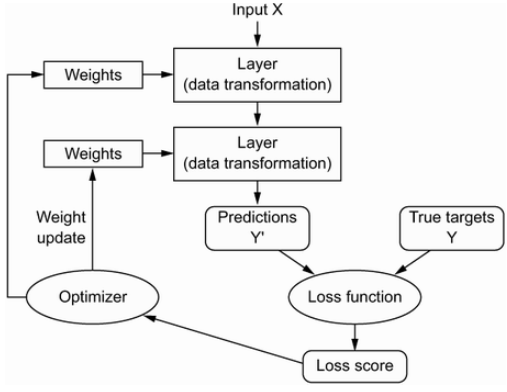 Input X
Weights
Layer
(data transformation)
Weights
Layer
(data transformation)
Weight
update
Predictions
Y'
True targets
Y
Optimizer
Loss function
Loss score